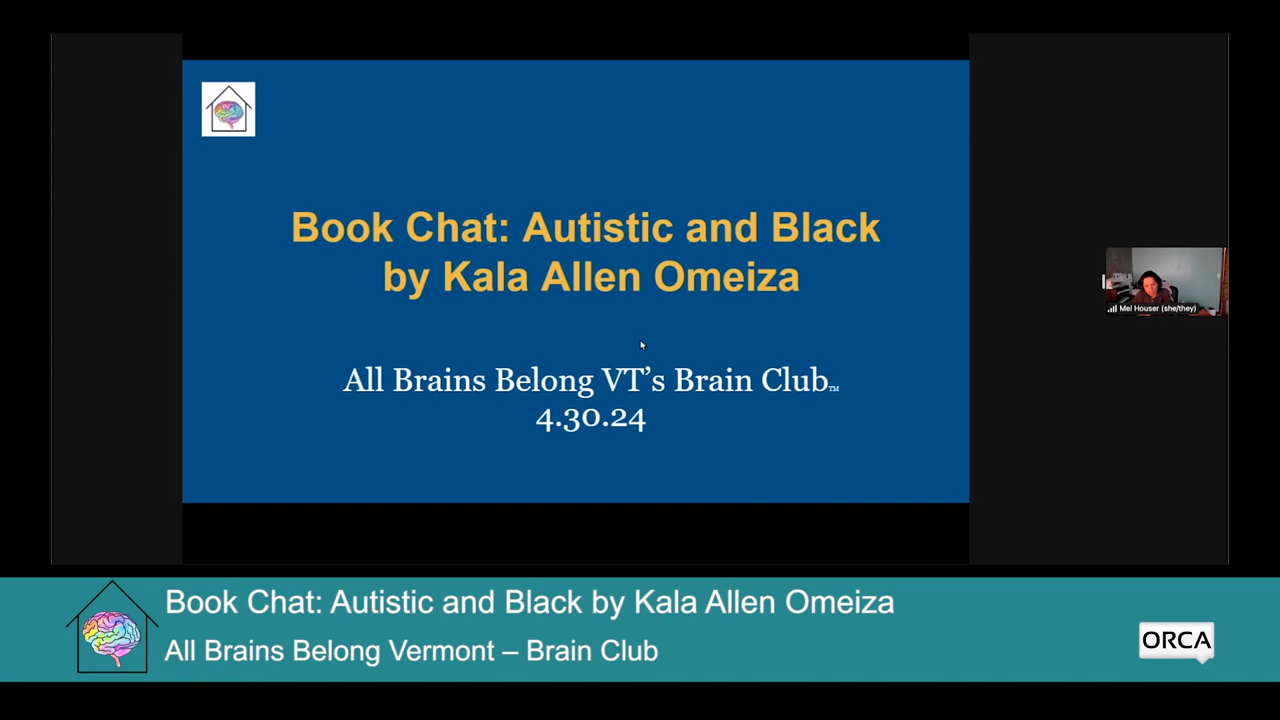 Book Chat: Autistic and Black
by Kala Allen Omeiza
All Brains Belong VT’s Brain Club™
4.30.24
Mel Houser (she/they)
Book Chat: Autistic and Black by Kala Allen Omeiza
All Brains Belong Vermont – Brain Club
ORCA